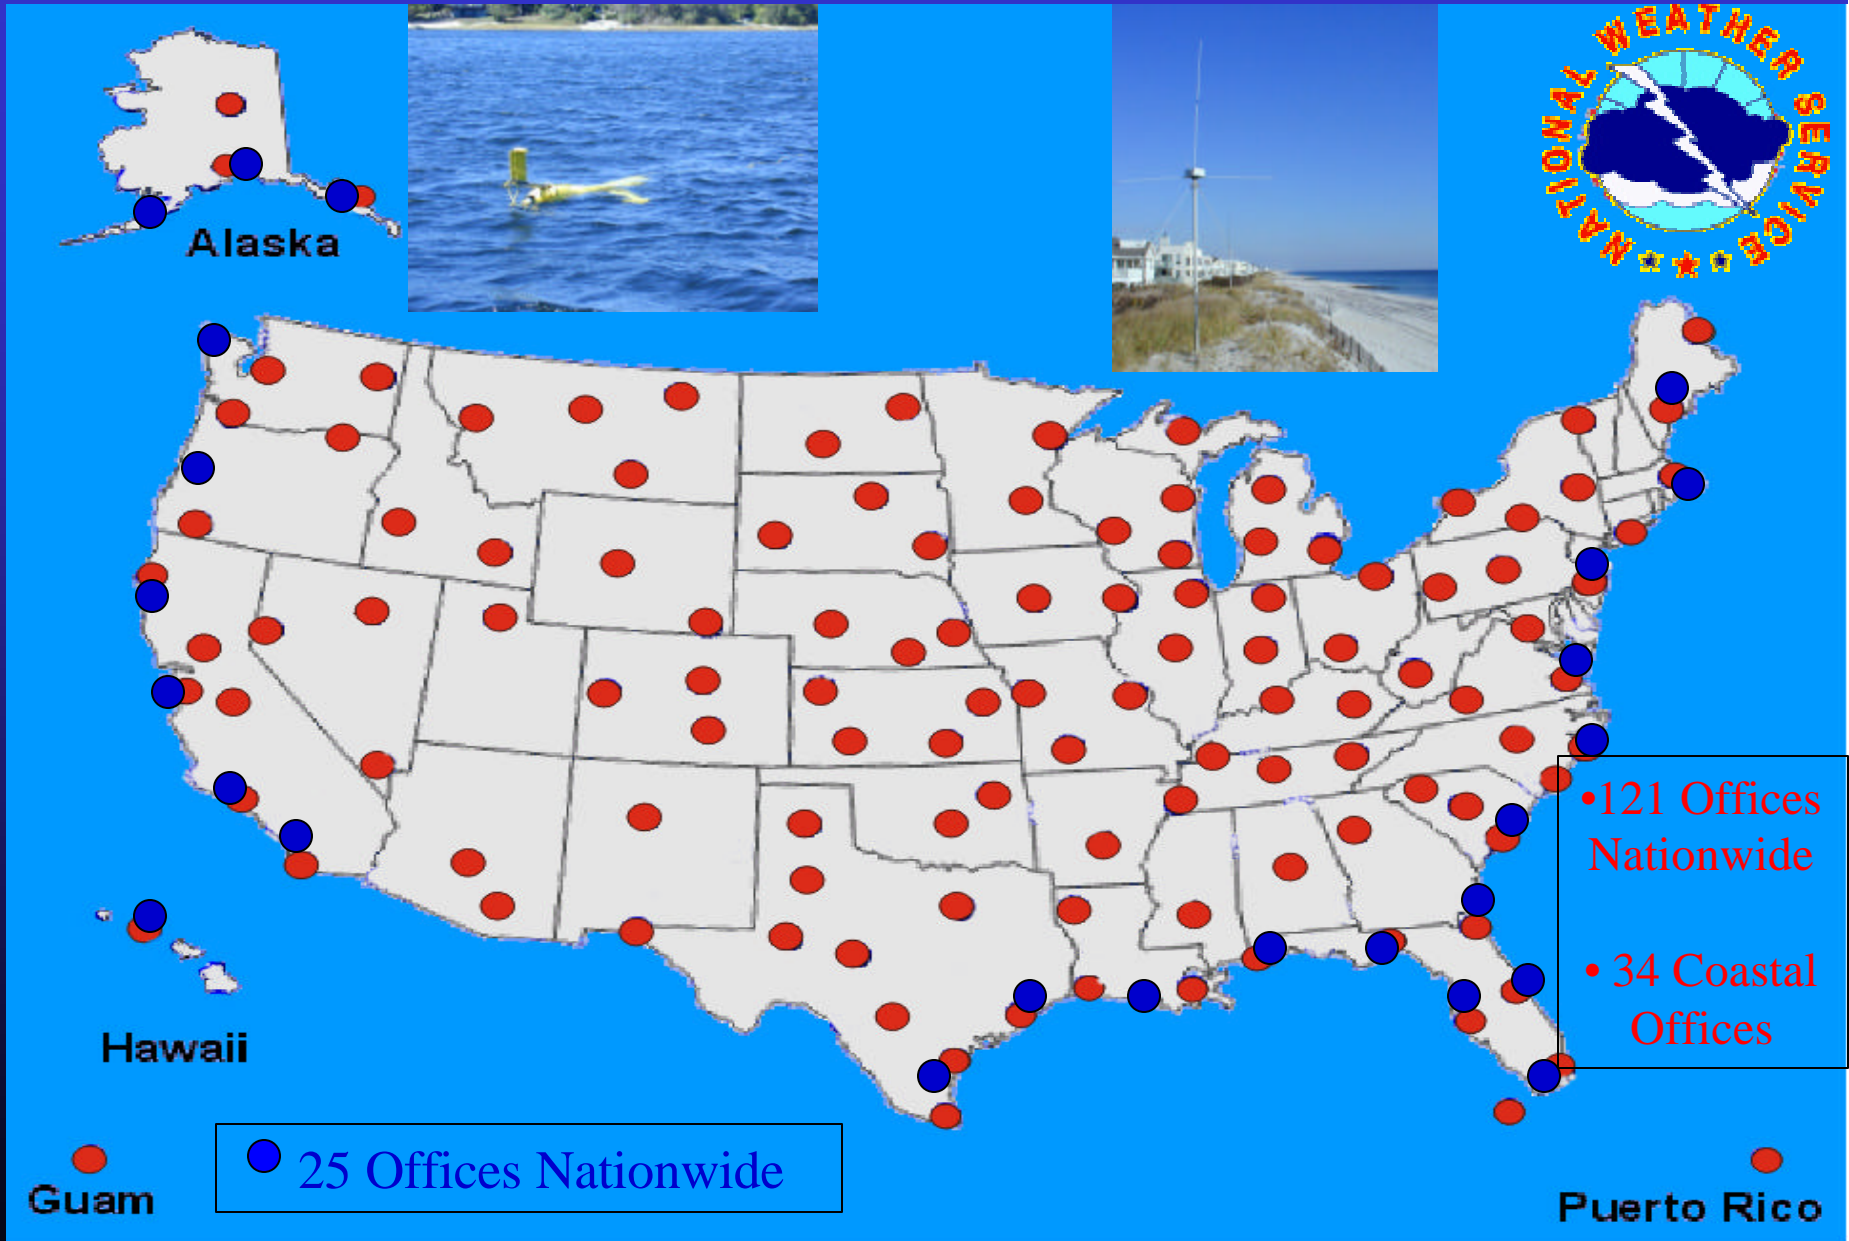 NATIONAL WEATHER SERVICE
Alaska
•121 Offices
Nationwide
• 34 Coastal
Offices
Hawaii
25 Offices Nationwide
Guam
Puerto Rico